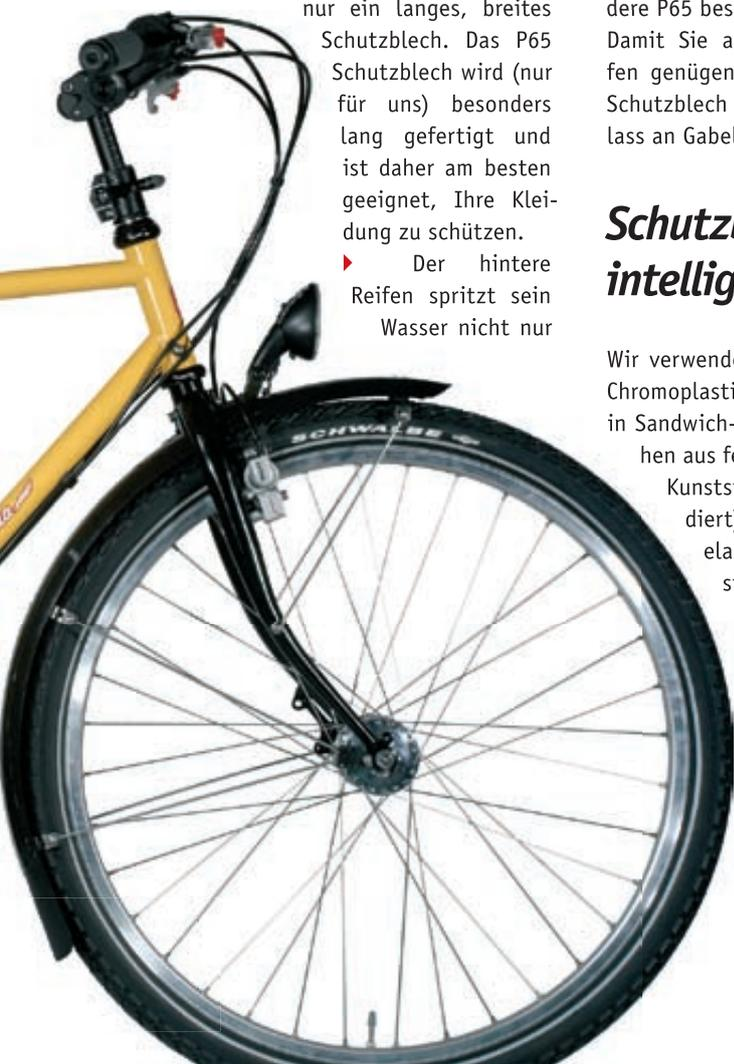 nur ein langes, breites
Schutzblech. Das P65
Schutzblech wird (nur
für uns) besonders
lang gefertigt und
ist daher am besten
geeignet, Ihre Klei-
dung zu schützen.
Der hintere
Reifen spritzt sein
Wasser nicht nur
dere P65 bes
Damit Sie a
fen genügen
Schutzblech
lass an Gabel
Schutzb
intellig
Wir verwend
Chromoplasti
in Sandwich-
hen aus fe
Kunsts
diert)
ela
s
SCHWALBE